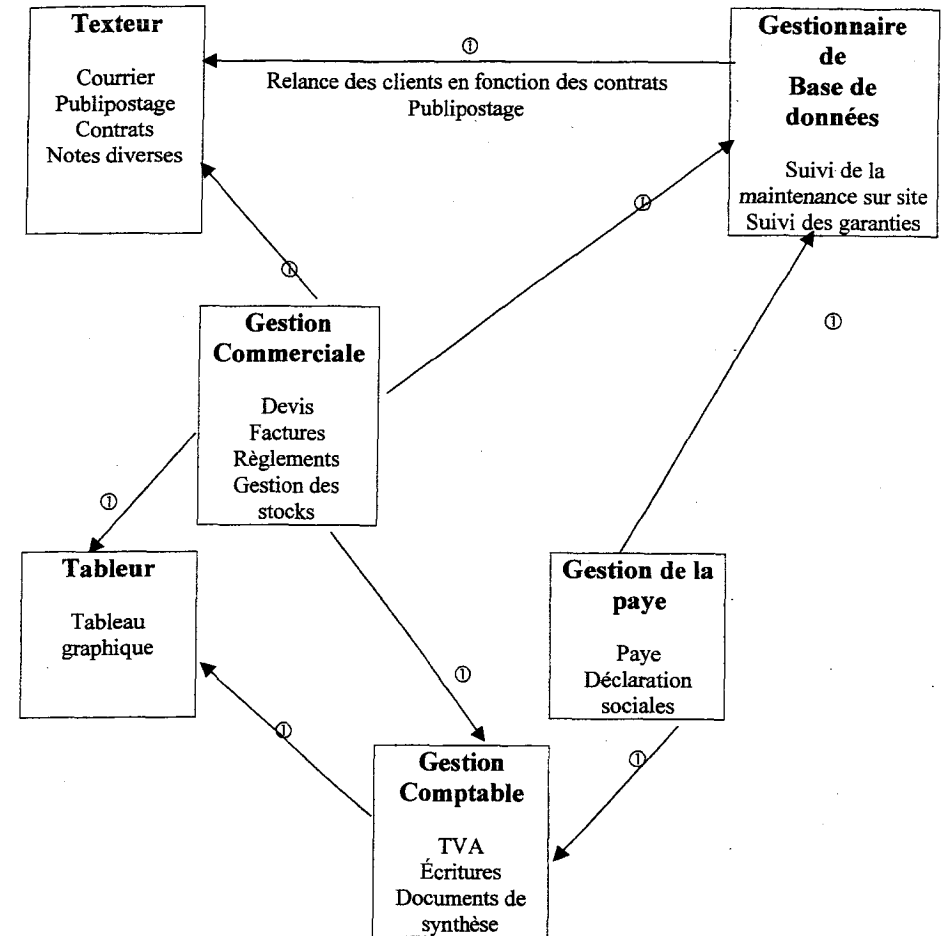 Texteur
Courrier
Publipostage
Contrats
Notes diverses
①
Relance des clients en fonction des contrats
Publipostage
Gestionnaire
de
Base de
données
Suivi de la
maintenance sur site
Suivi des garanties
①
①
①
Gestion
Commerciale
Devis
Factures
Règlements
Gestion des
stocks
①
Tableur
Tableau
graphique
Gestion de la
paye
Paye
Déclaration
sociales
①
①
①
Gestion
Comptable
TVA
Écritures
Documents de
synthèse